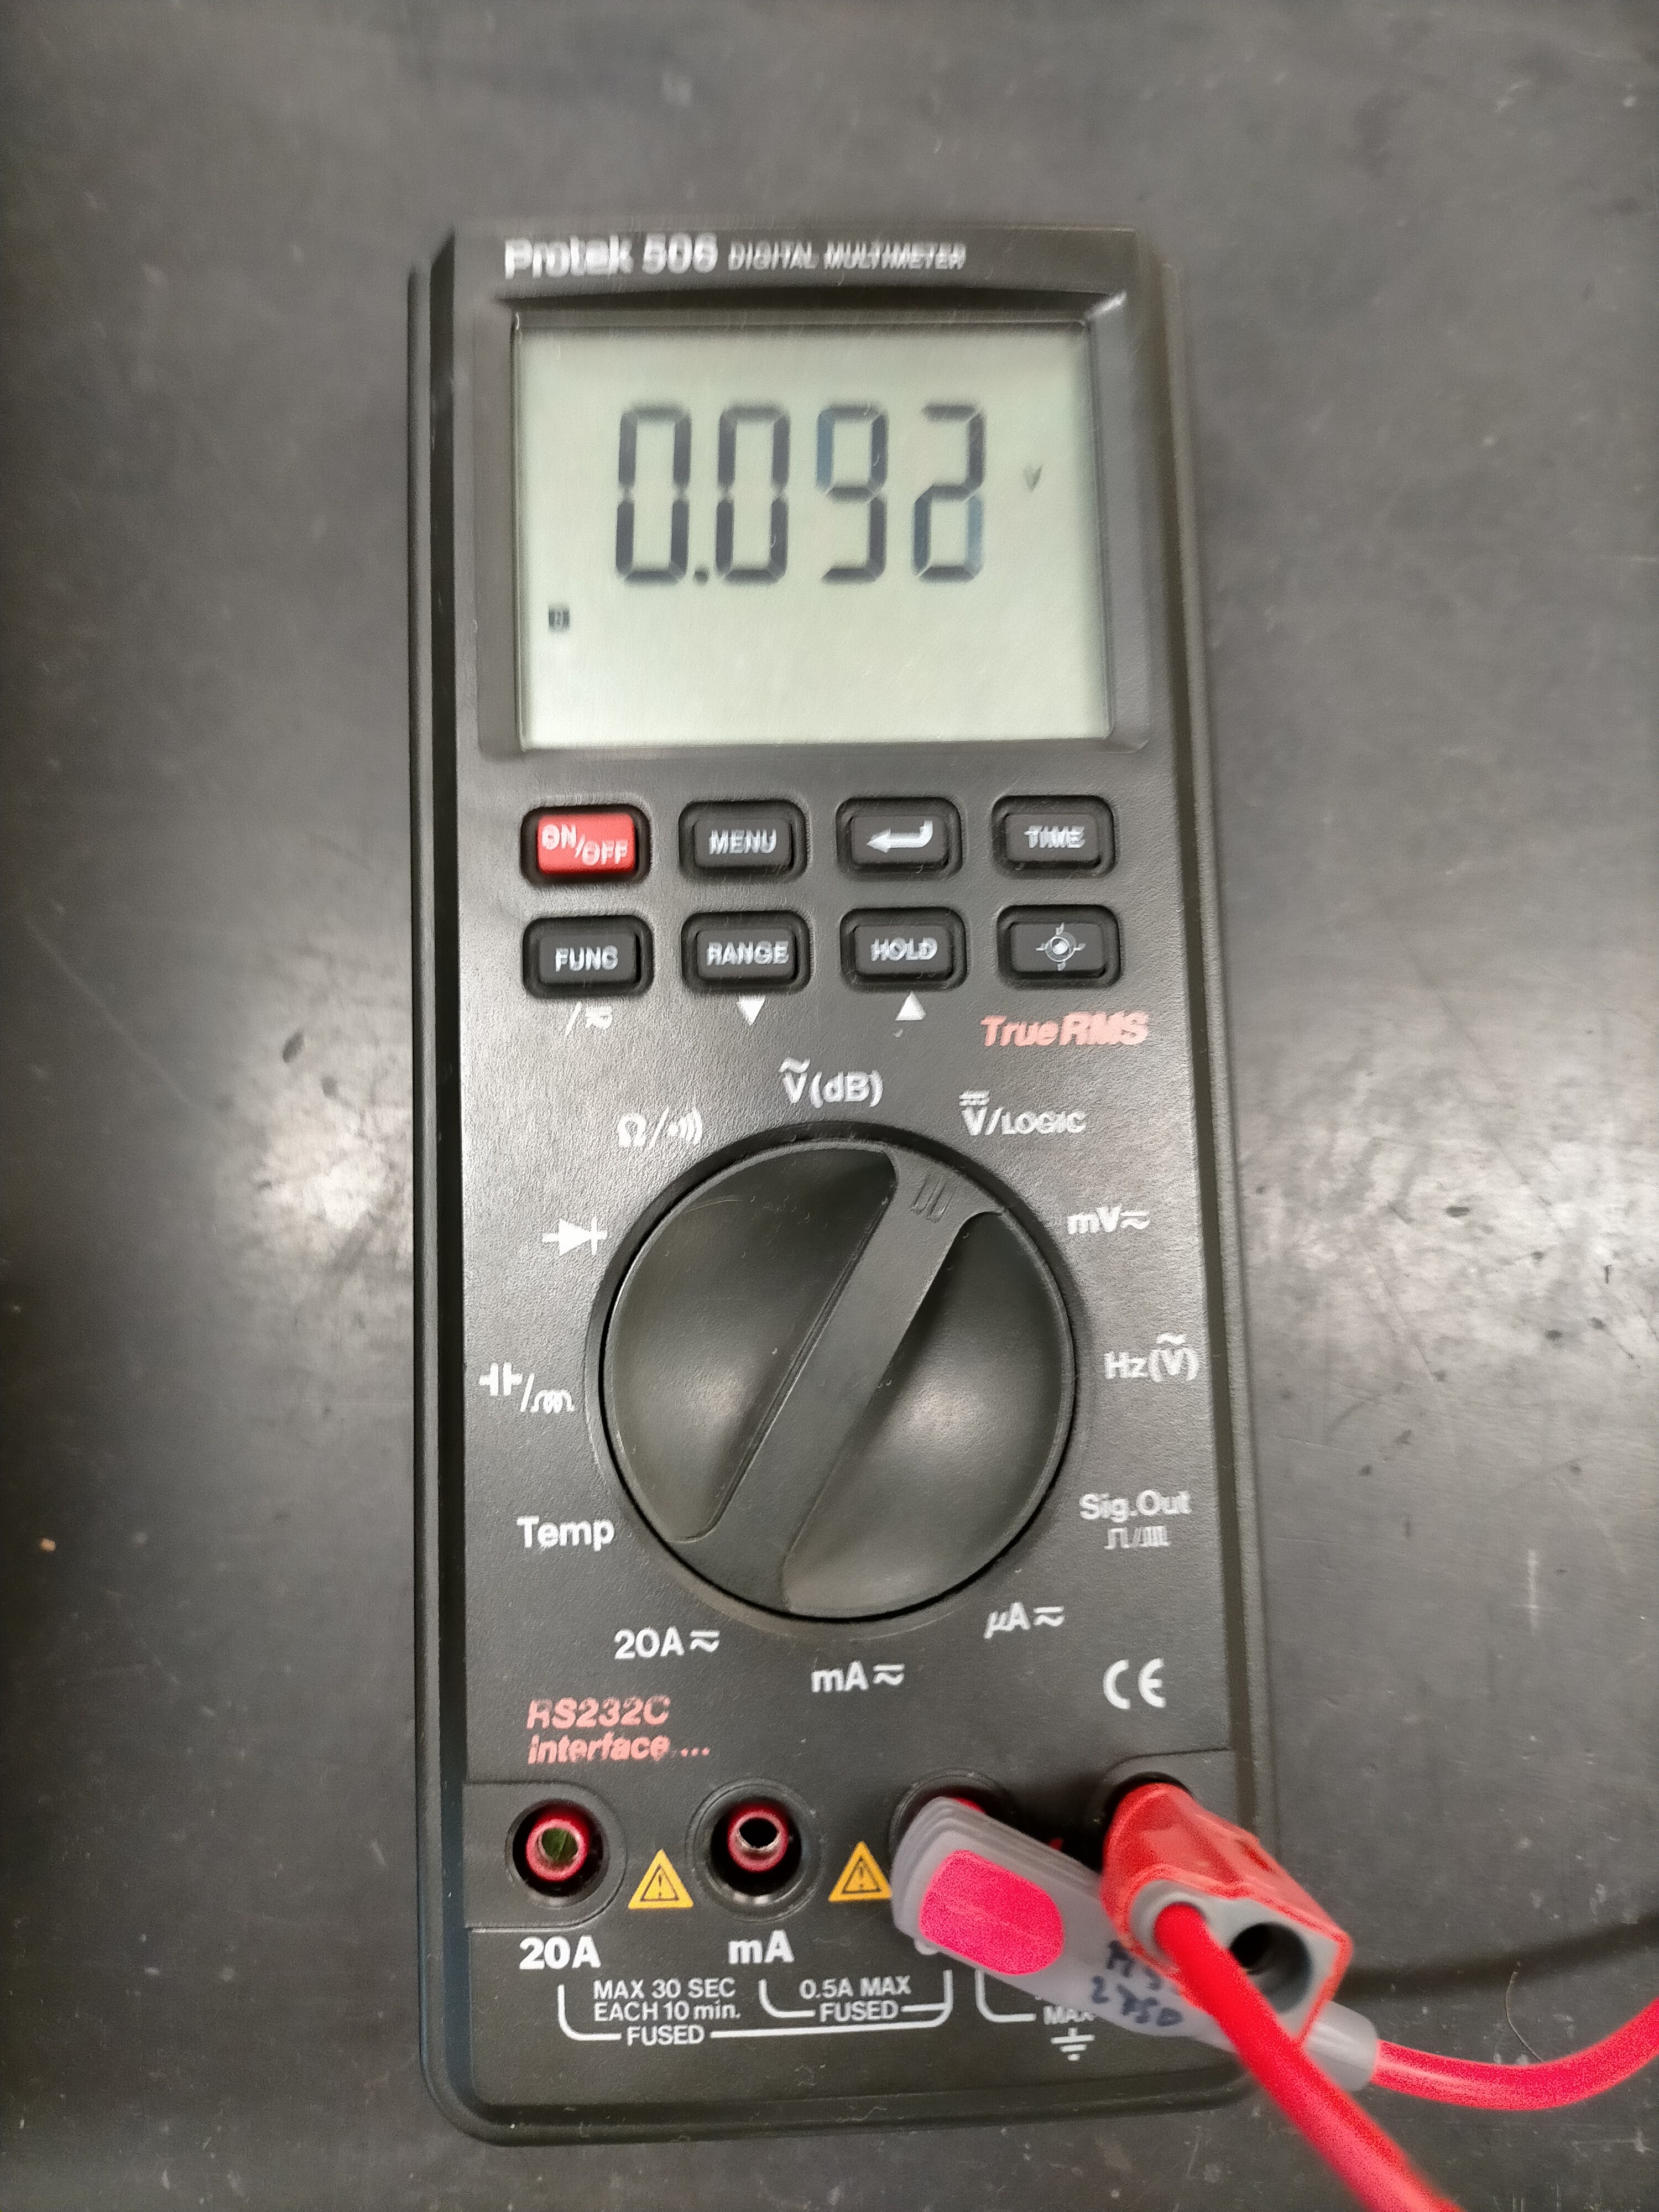 Protek 506 DIGITAL MULTIMETER
V
ON/OFF MENU TIME
FUNC RANGE HOLD
True RMS
Ṽ(dB)
Ω V/LOGIC
mV
Hz(Ṽ)
Temp Sig.Out
20A µA
mA
CE
RS232C
interface...
20A mA
MAX 30 SEC 0.5A MAX
EACH 10 min. FUSED MAX
FUSED